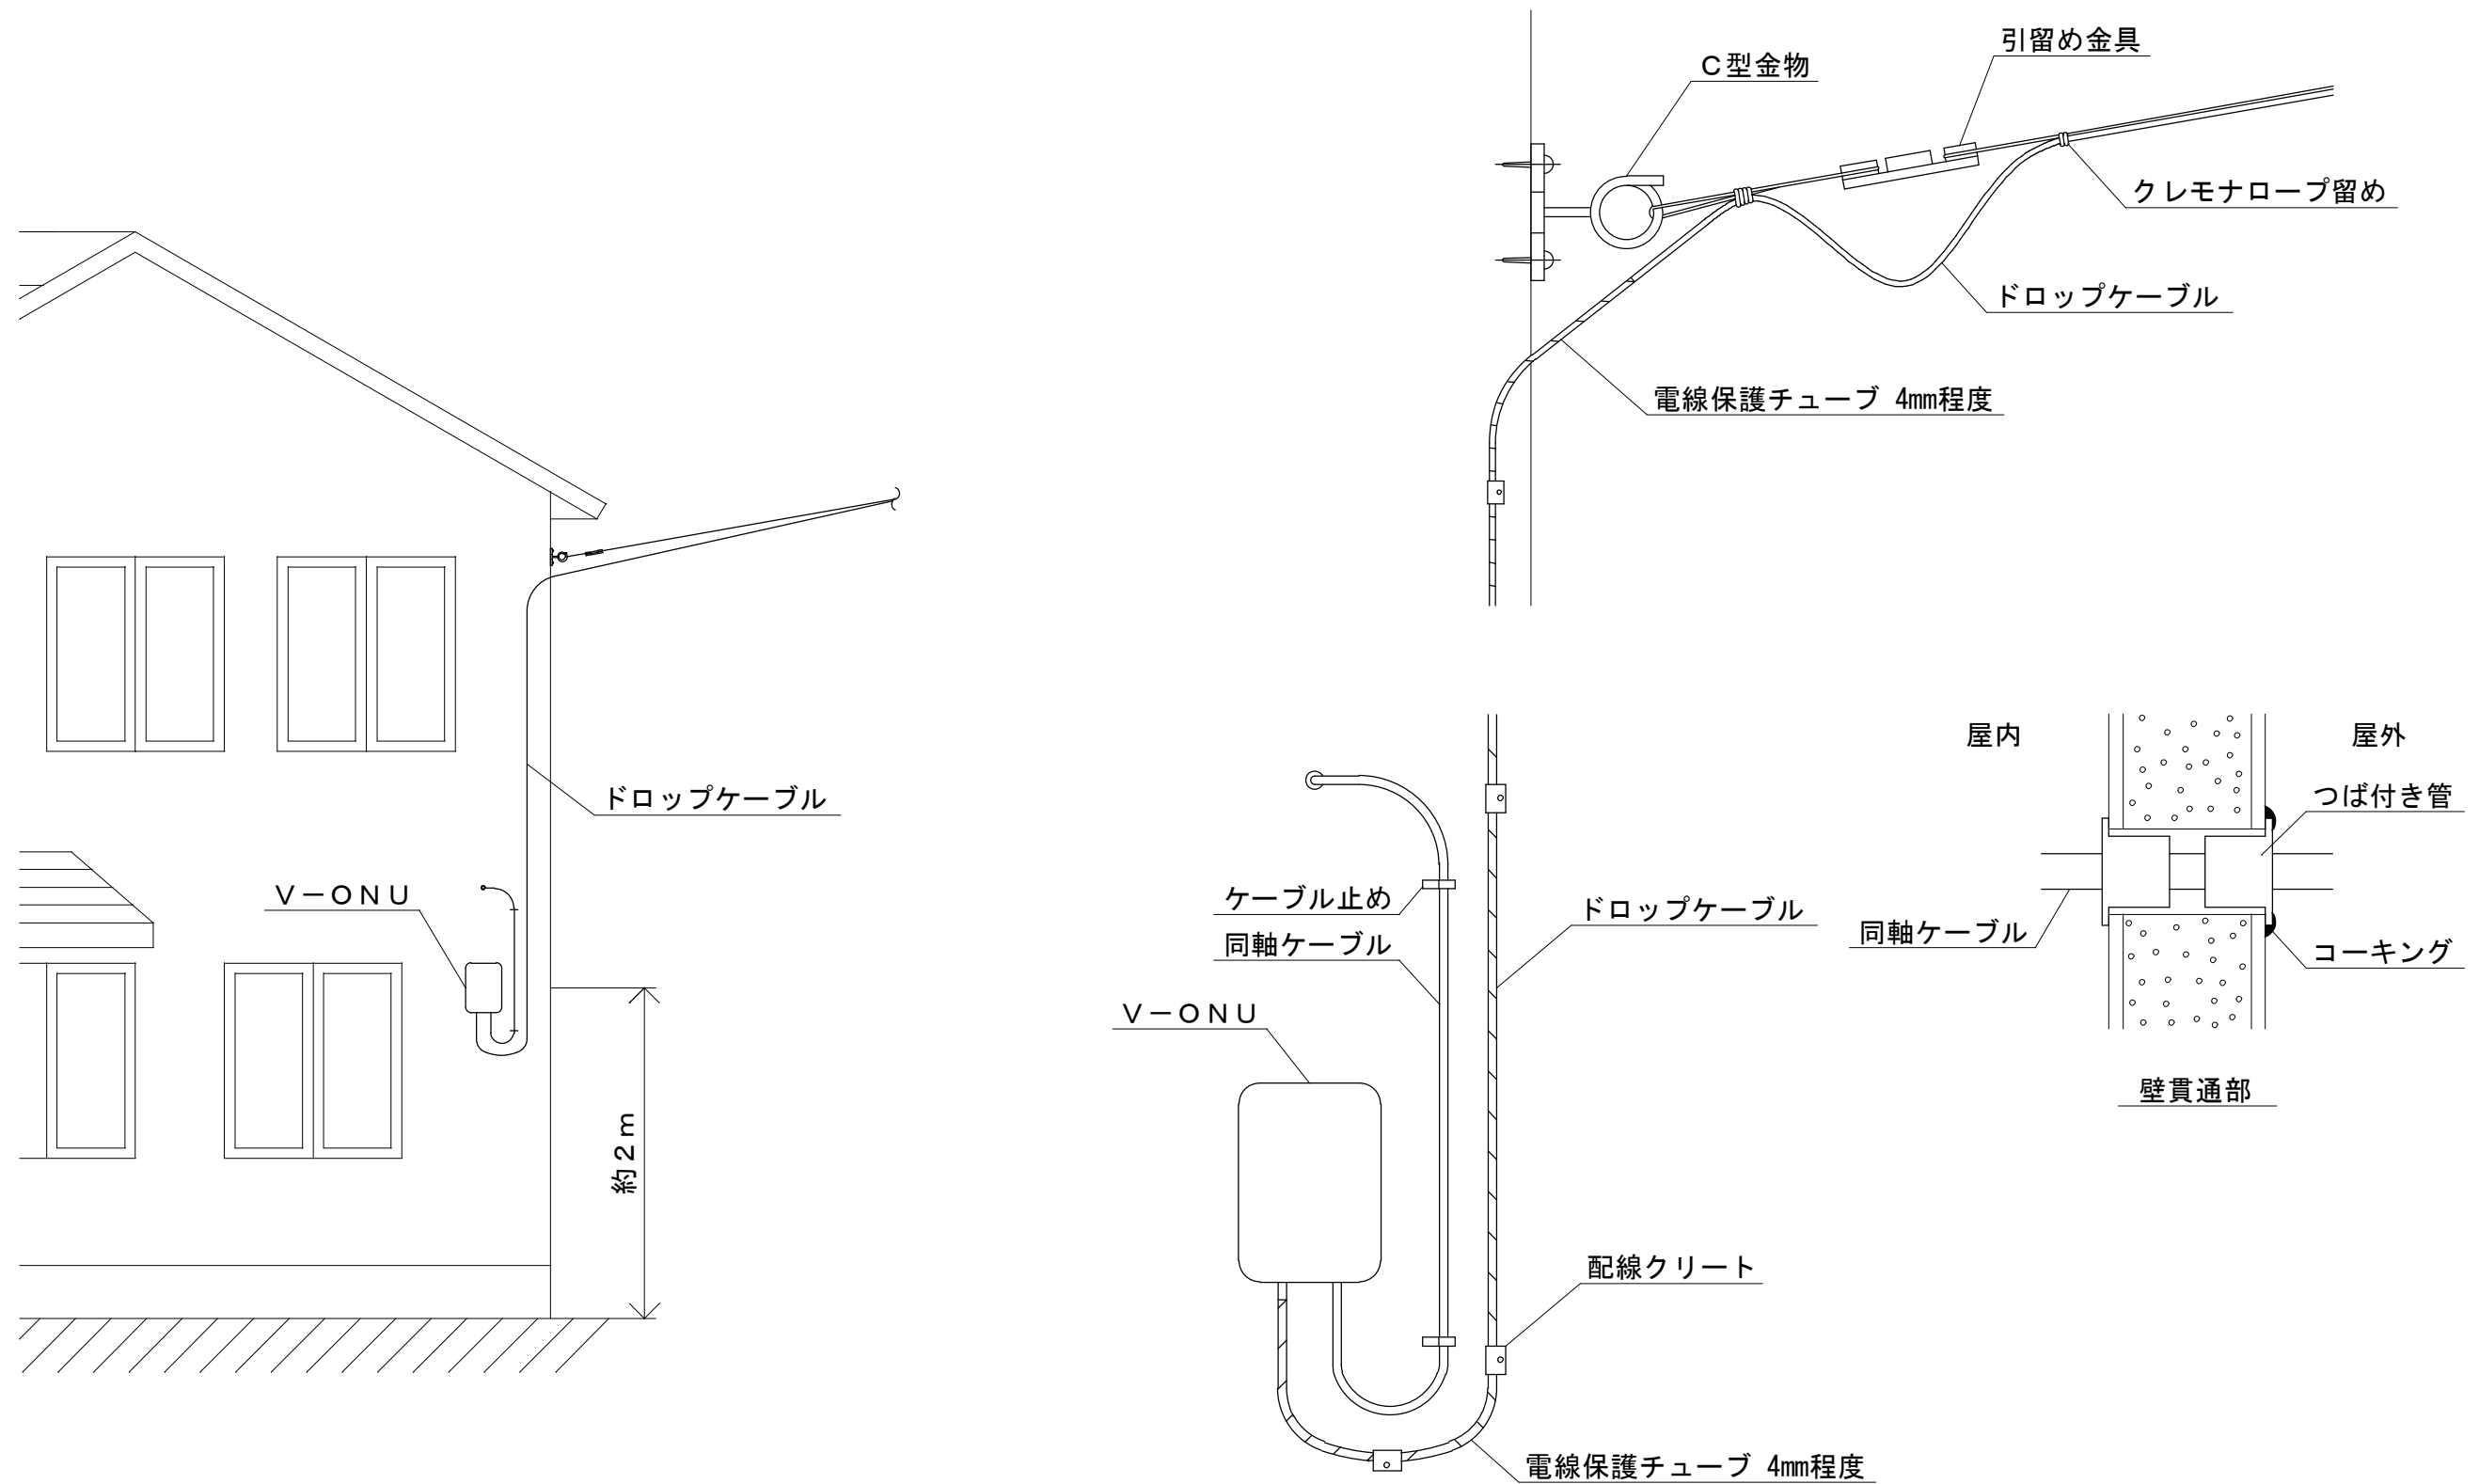 引留め金具
C型金物
クレモナロープ留め
ドロップケーブル
電線保護チューブ 4mm程度
ドロップケーブル
V-ONU
約2m
ケーブル止め
同軸ケーブル
V-ONU
ドロップケーブル
配線クリート
電線保護チューブ 4mm程度
屋内
屋外
つば付き管
同軸ケーブル
コーキング
壁貫通部